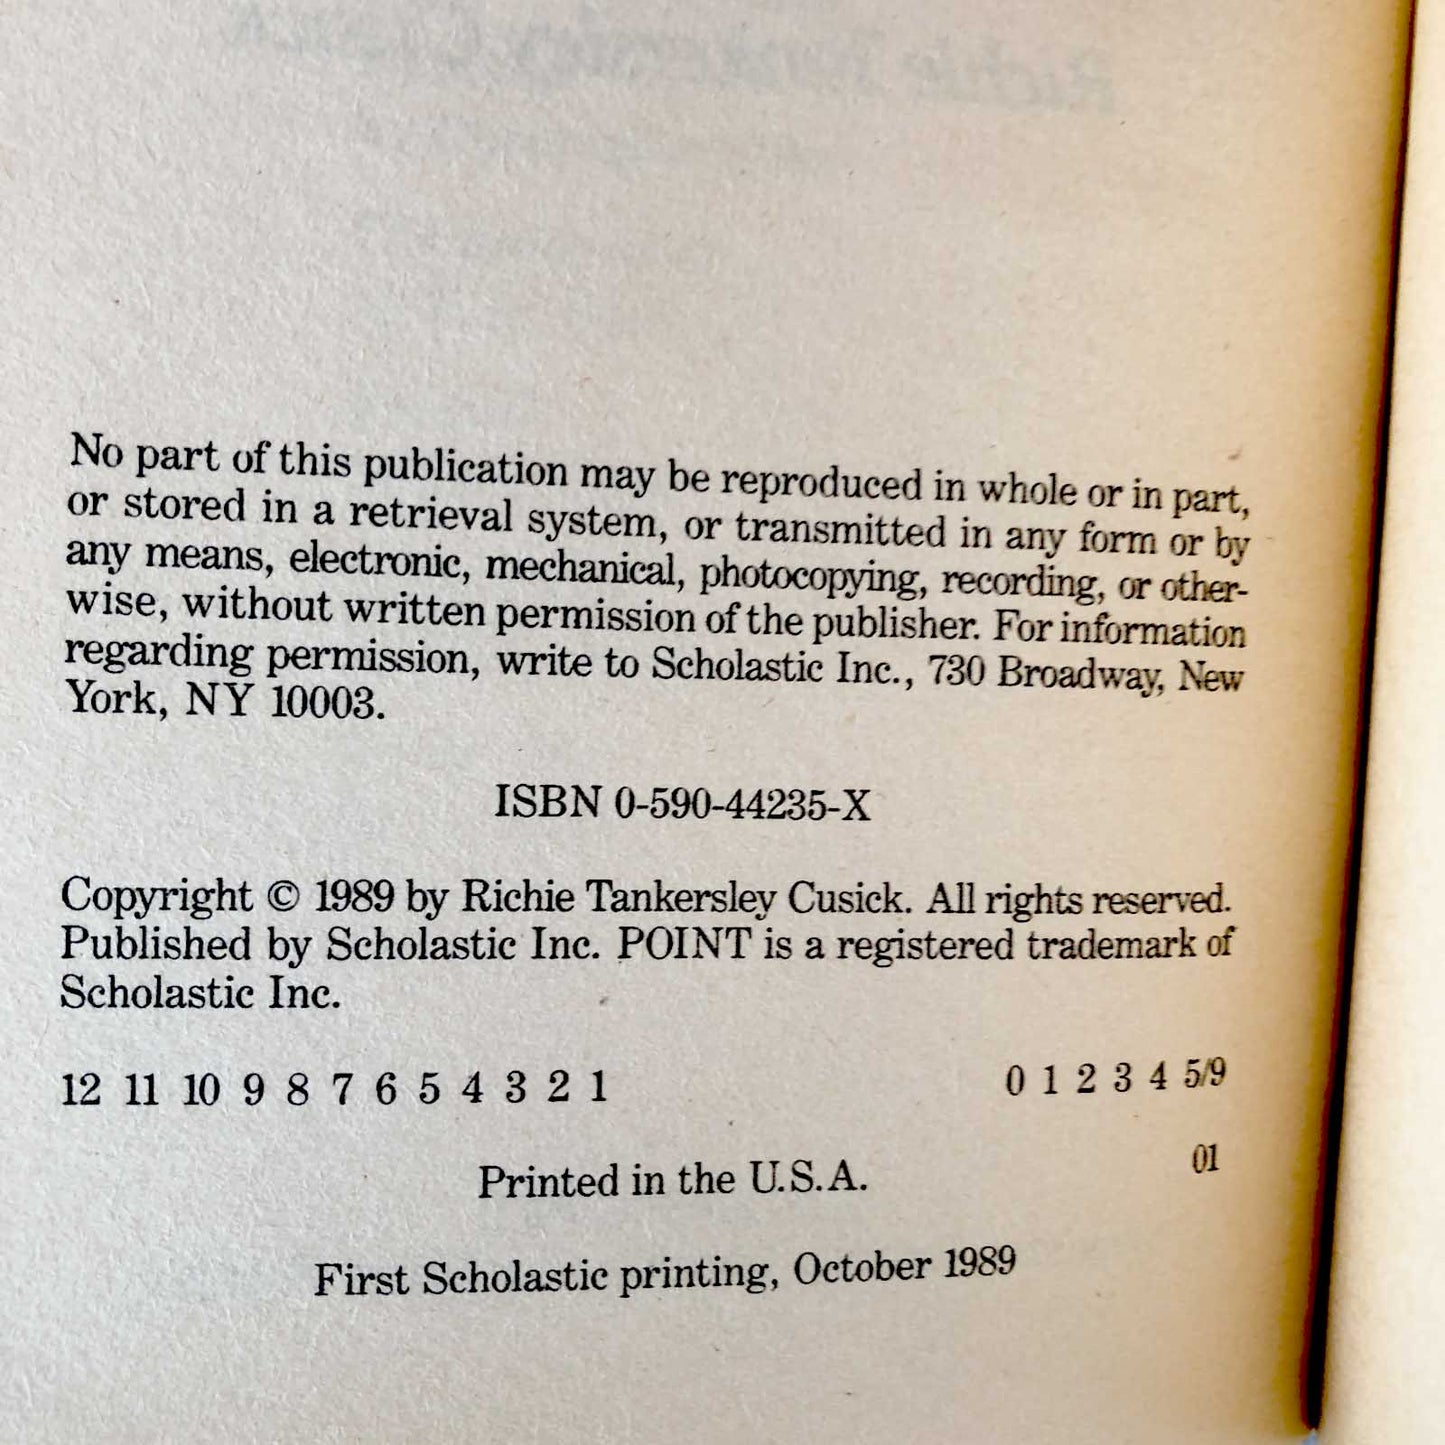 No part of this publication may be reproduced in whole or in part,
or stored in a retrieval system, or transmitted in any form or by
any means, electronic, mechanical, photocopying, recording, or other-
wise, without written permission of the publisher. For information
regarding permission, write to Scholastic Inc., 730 Broadway, New
York, NY 10003.
ISBN 0-590-44235-X
Copyright © 1989 by Richie Tankersley Cusick. All rights reserved.
Published by Scholastic Inc. POINT is a registered trademark of
Scholastic Inc.
12 11 10 9 8 7 6 5 4 3 2 1 0 1 2 3 4 5/9
01
Printed in the U.S.A.
First Scholastic printing, October 1989